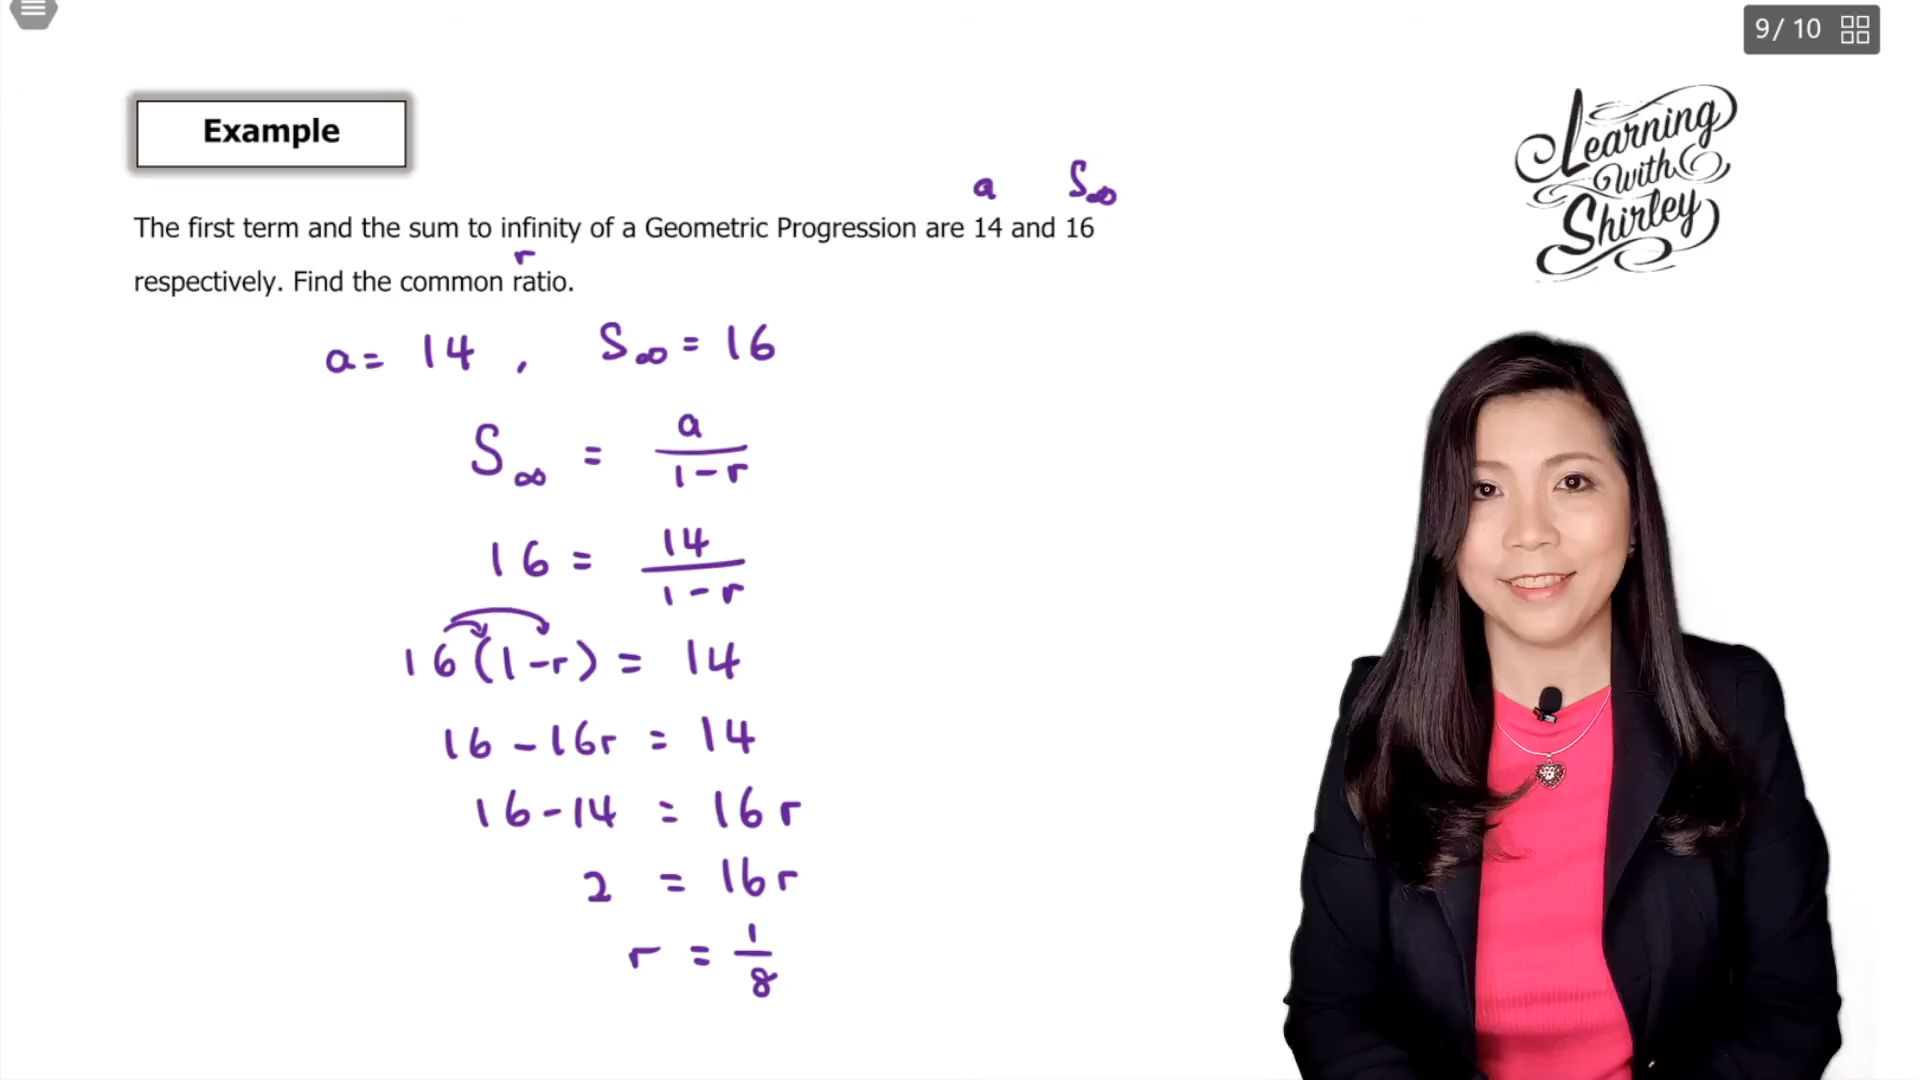 9 / 10
Example
Learning
with
Shirley
a S∞
The first term and the sum to infinity of a Geometric Progression are 14 and 16
r
respectively. Find the common ratio.
a = 14 , S∞ = 16
S∞ = a/1-r
16 = 14/1-r
16(1-r) = 14
16 - 16r = 14
16 - 14 = 16r
2 = 16r
r = 1/8